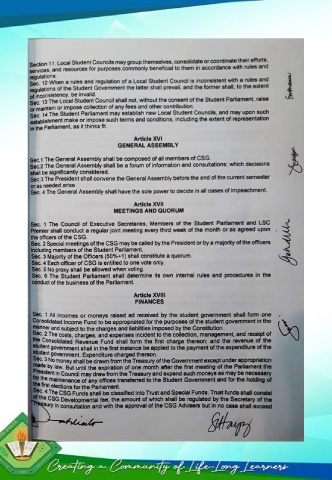 Section 11. Local Student Councils may group themselves, consolidate or coordinate their efforts,
services, and resources for purposes commonly beneficial to them in accordance with rules and
regulations.
Sec. 12 When a rules and regulation of a Local Student Council is inconsistent with a rules and
regulations of the Student Government the latter shall prevail, and the former shall, to the extent
of inconsistency, be invalid.
Sec. 13 The Local Student Council shall not, without the consent of the Student Parliament, raise
or maintain or impose collection of any fees and other contribution.
Sec. 14 The Student Parliament may establish new Local Student Councils, and may upon such
establishment make or impose such terms and conditions, including the extent of representation
in the Parliament, as it thinks fit.
Article XVI
GENERAL ASSEMBLY
Sec.1 The General Assembly shall be composed of all members of CSG.
Sec.2 The General Assembly shall be a forum of information and consultations; which decisions
shall be significantly considered.
Sec.3 The President shall convene the General Assembly before the end of the current semester
or as needed arise.
Sec. 4 The General Assembly shall have the sole power to decide in all cases of impeachment.
Article XVII
MEETINGS AND QUORUM
Sec. 1 The Council of Executive Secretaries, Members of the Student Parliament and LSC
Premier shall conduct a regular joint meeting every third week of the month or as agreed upon
the officers of the CSG.
Sec. 2 Special meetings of the CSG may be called by the President or by a majority of the officers
including members of the Student Parliament.
Sec. 3 Majority of the Officers (50%+1) shall constitute a quorum.
Sec. 4 Each officer of CSG is entitled to one vote only.
Sec. 5 No proxy shall be allowed when voting.
Sec. 6 The Student Parliament shall determine its own internal rules and procedures in the
conduct of the business of the Parliament.
Article XVIII
FINANCES
Sec. 1 All incomes or moneys raised ad received by the student government shall form one
Consolidated Income Fund to be appropriated for the purposes of the student government in the
manner and subject to the charges and liabilities imposed by the Constitution
Sec. 2 The costs, charges, and expenses incident to the collection, management, and receipt of
the Consolidated Revenue Fund shall form the first charge thereon; and the revenue of the
student government shall in the first instance be applied to the payment of the expenditure of the
student government. Expenditure charged thereon.
Sec. 3 No money shall be drawn from the Treasury of the Government except under appropriation
made by law. But until the expiration of one month after the first meeting of the Parliament the
President in Council may draw from the Treasury and expend such moneys as may be necessary
for the maintenance of any office transferred to the Student Government and for the holding of
the first elections for the Parliament.
Sec. 4 The CSG Funds shall be classified into Trust and Special Funds. Trust funds shall consist
of the CSG Developmental fee, the amount of which shall be regulated by the Secretary of the
Treasury in consultation and with the approval of the CSG Advisers but in no case shall exceed
Creating a Community of Life-Long Learners